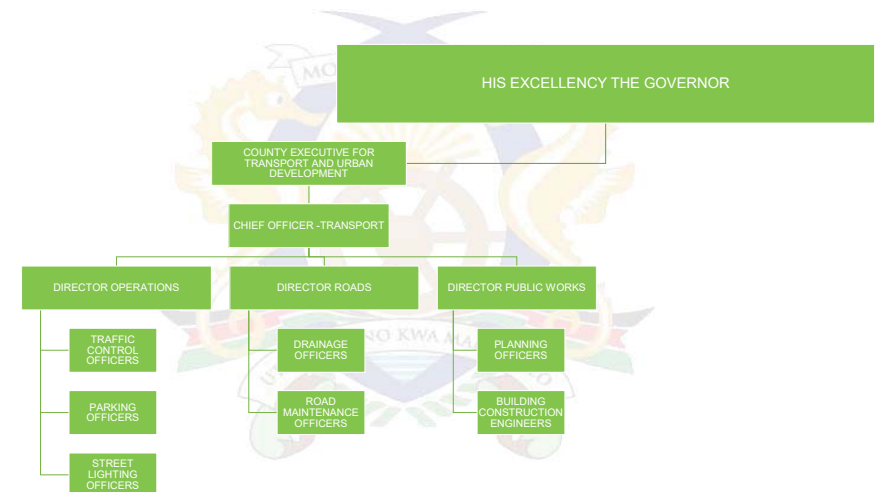 HIS EXCELLENCY THE GOVERNOR
COUNTY EXECUTIVE FOR
TRANSPORT AND URBAN
DEVELOPMENT
CHIEF OFFICER -TRANSPORT
DIRECTOR OPERATIONS
TRAFFIC
CONTROL
OFFICERS
PARKING
OFFICERS
STREET
LIGHTING
OFFICERS
DIRECTOR ROADS
DRAINAGE
OFFICERS
ROAD
MAINTENANCE
OFFICERS
DIRECTOR PUBLIC WORKS
PLANNING
OFFICERS
BUILDING
CONSTRUCTION
ENGINEERS
KWA